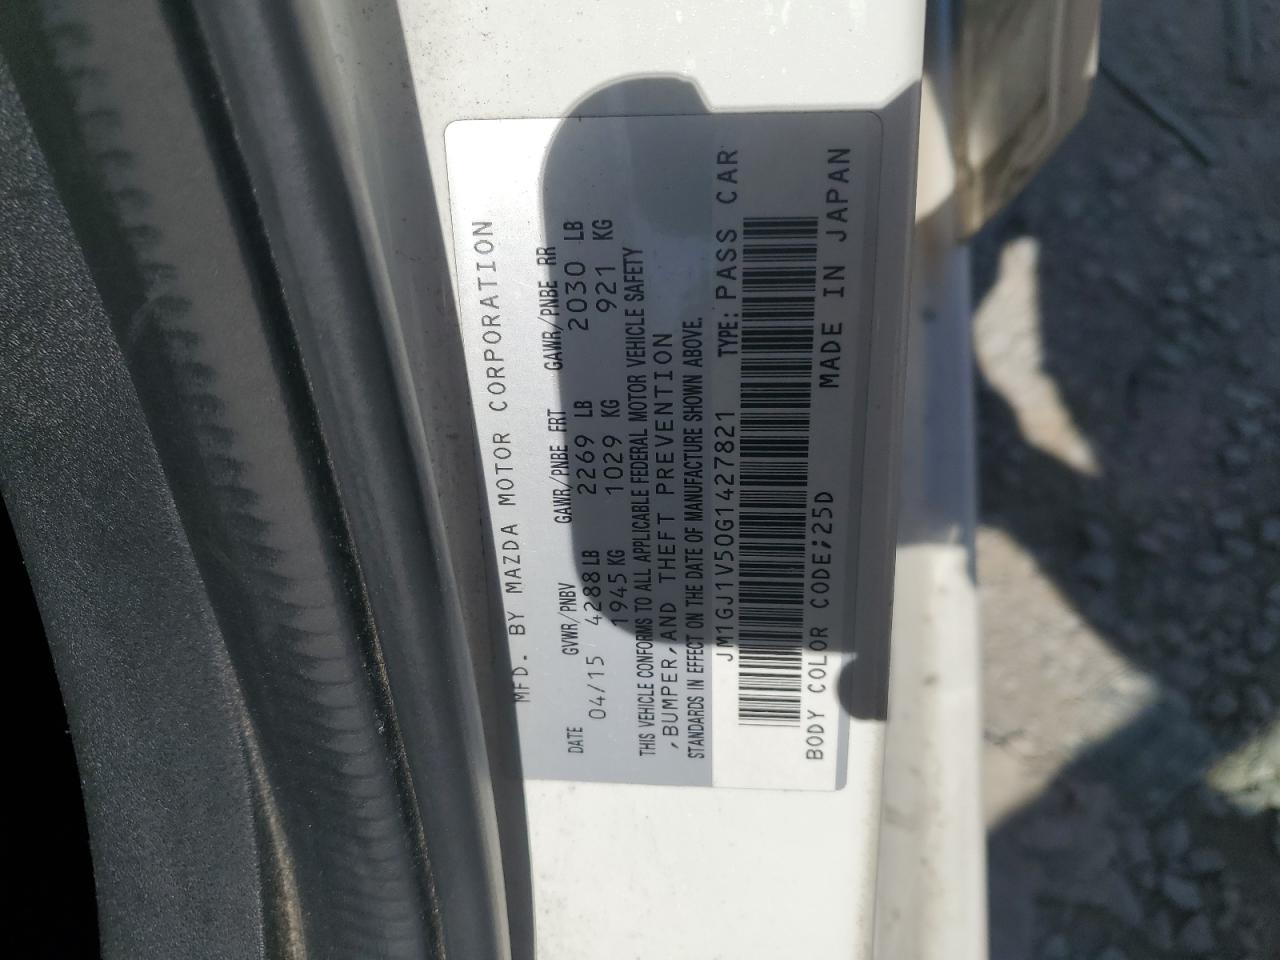 MFD. BY MAZDA MOTOR CORPORATION
DATE GVWR/PNBV GAWR/PNBE FRT GAWR/PNBE RR
04/15 4288 LB 2269 LB 2030 LB
1945 KG 1029 KG 921 KG
THIS VEHICLE CONFORMS TO ALL APPLICABLE FEDERAL MOTOR VEHICLE SAFETY
,BUMPER,AND THEFT PREVENTION
STANDARDS IN EFFECT ON THE DATE OF MANUFACTURE SHOWN ABOVE.
JM1GJ1V50G1427821 TYPE: PASS CAR
BODY COLOR CODE;25D MADE IN JAPAN